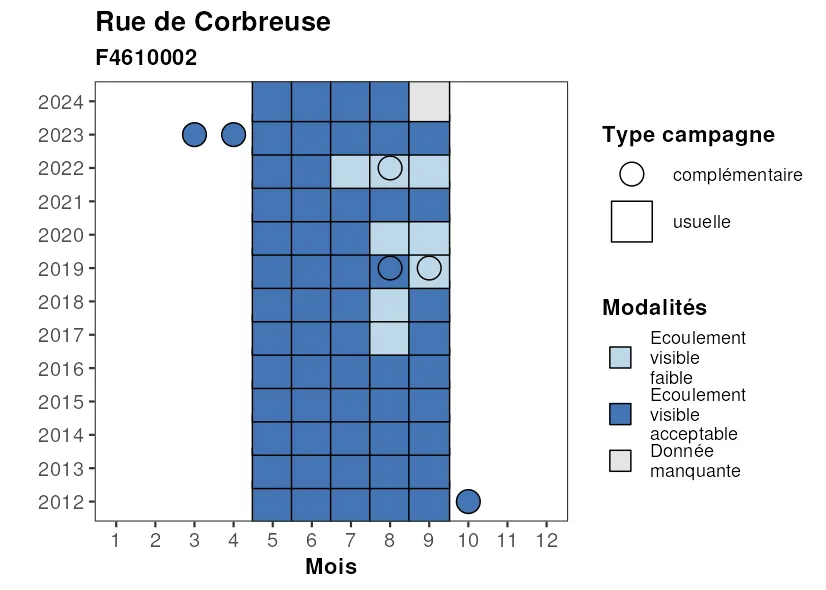 Rue de Corbreuse
F4610002
2024
2023
2022
2021
2020
2019
2018
2017
2016
2015
2014
2013
2012
1 2 3 4 5 6 7 8 9 10 11 12
Mois
Type campagne
complémentaire
usuelle
Modalités
Ecoulement
visible
faible
Ecoulement
visible
acceptable
Donnée
manquante